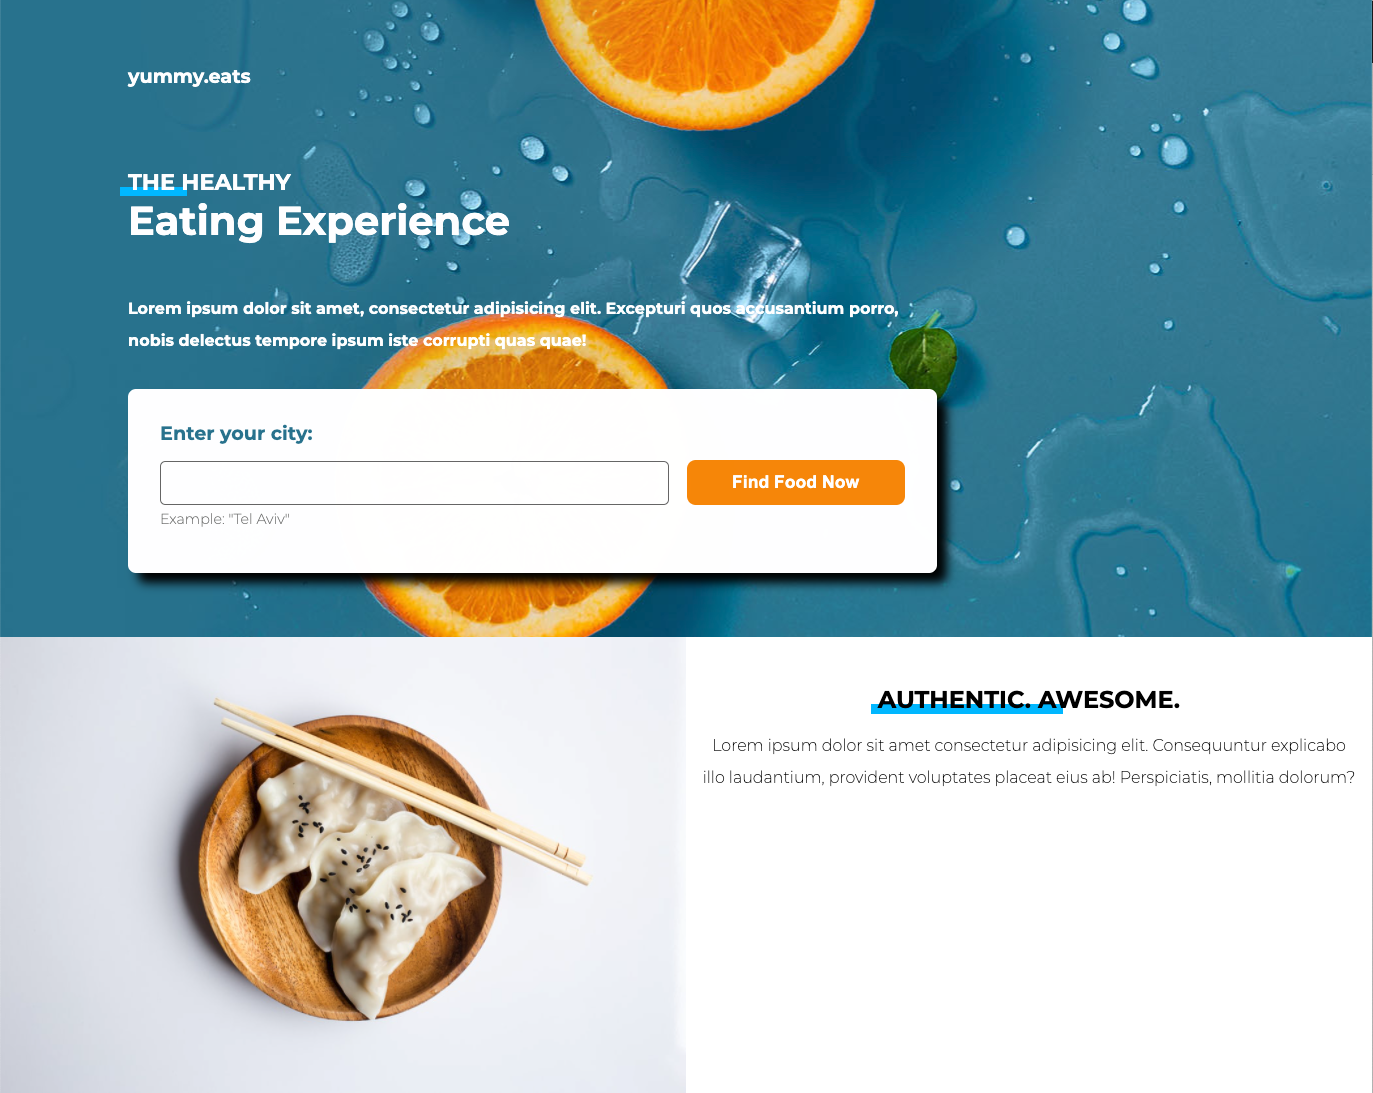 yummy.eats
THE HEALTHY
Eating Experience
Lorem ipsum dolor sit amet, consectetur adipisicing elit. Excepturi quos accusantium porro,
nobis delectus tempore ipsum iste corrupti quas quae!
Enter your city:
Find Food Now
Example: "Tel Aviv"
AUTHENTIC. AWESOME.
Lorem ipsum dolor sit amet consectetur adipisicing elit. Consequuntur explicabo
illo laudantium, provident voluptates placeat eius ab! Perspiciatis, mollitia dolorum?